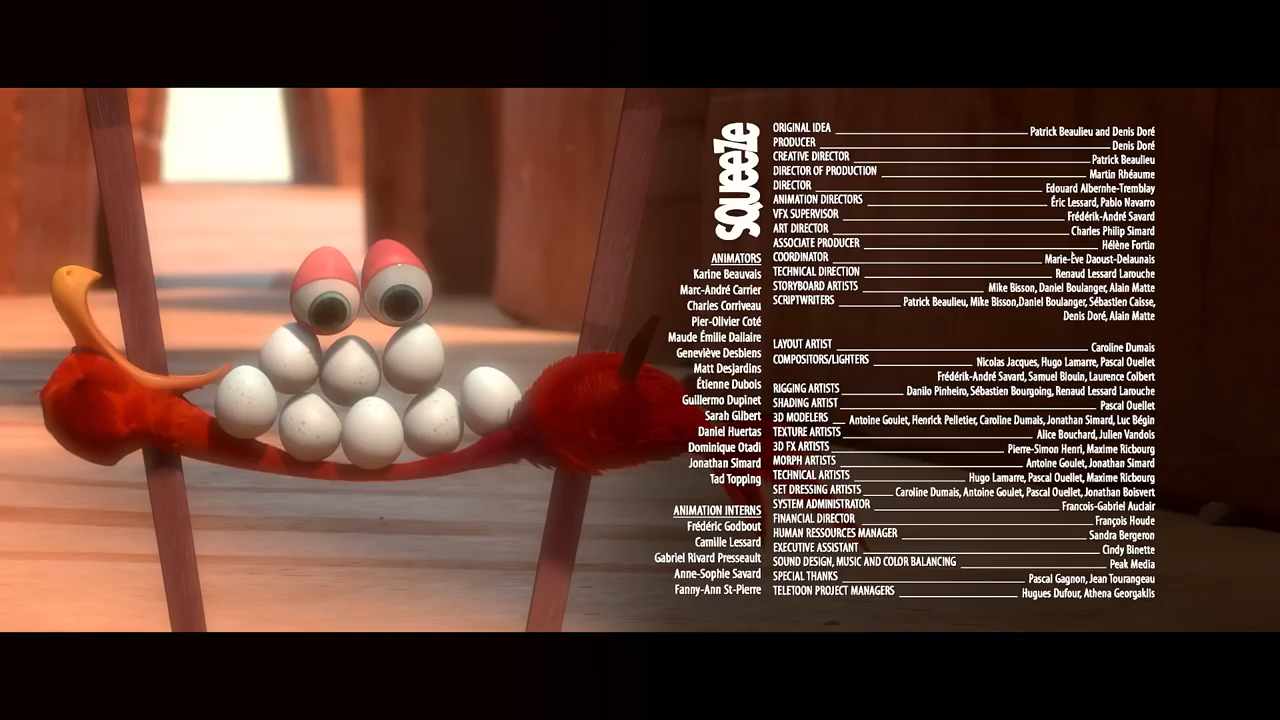 squeeze
ORIGINAL IDEA Patrick Beaulieu and Denis Doré
PRODUCER Denis Doré
CREATIVE DIRECTOR Patrick Beaulieu
DIRECTOR OF PRODUCTION Martin Rhéaume
DIRECTOR Edouard Albernhe-Tremblay
ANIMATION DIRECTORS Éric Lessard, Pablo Navarro
VFX SUPERVISOR Frédérik-André Savard
ART DIRECTOR Charles Philip Simard
ASSOCIATE PRODUCER Hélène Fortin
COORDINATOR Marie-Ève Daoust-Delaunais
TECHNICAL DIRECTION Renaud Lessard Larouche
STORYBOARD ARTISTS Mike Bisson, Daniel Boulanger, Alain Matte
SCRIPTWRITERS Patrick Beaulieu, Mike Bisson,Daniel Boulanger, Sébastien Caisse,
Denis Doré, Alain Matte
LAYOUT ARTIST Caroline Dumais
COMPOSITORS/LIGHTERS Nicolas Jacques, Hugo Lamarre, Pascal Ouellet
Frédérik-André Savard, Samuel Blouin, Laurence Colbert
RIGGING ARTISTS Danilo Pinheiro, Sébastien Bourgoing, Renaud Lessard Larouche
SHADING ARTIST Pascal Ouellet
3D MODELERS Antoine Goulet, Henrick Pelletier, Caroline Dumais, Jonathan Simard, Luc Bégin
TEXTURE ARTISTS Alice Bouchard, Julien Vandois
3D FX ARTISTS Pierre-Simon Henri, Maxime Ricbourg
MORPH ARTISTS Antoine Goulet, Jonathan Simard
TECHNICAL ARTISTS Hugo Lamarre, Pascal Ouellet, Maxime Ricbourg
SET DRESSING ARTISTS Caroline Dumais, Antoine Goulet, Pascal Ouellet, Jonathan Boisvert
SYSTEM ADMINISTRATOR Francois-Gabriel Auclair
FINANCIAL DIRECTOR François Houde
HUMAN RESSOURCES MANAGER Sandra Bergeron
EXECUTIVE ASSISTANT Cindy Binette
SOUND DESIGN, MUSIC AND COLOR BALANCING Peak Media
SPECIAL THANKS Pascal Gagnon, Jean Tourangeau
TELETOON PROJECT MANAGERS Hugues Dufour, Athena Georgaklis
ANIMATORS
Karine Beauvais
Marc-André Carrier
Charles Corriveau
Pier-Olivier Coté
Maude Émilie Dallaire
Geneviève Desbiens
Matt Desjardins
Étienne Dubois
Guillermo Dupinet
Sarah Gilbert
Daniel Huertas
Dominique Otadi
Jonathan Simard
Tad Topping
ANIMATION INTERNS
Frédéric Godbout
Camille Lessard
Gabriel Rivard Presseault
Anne-Sophie Savard
Fanny-Ann St-Pierre